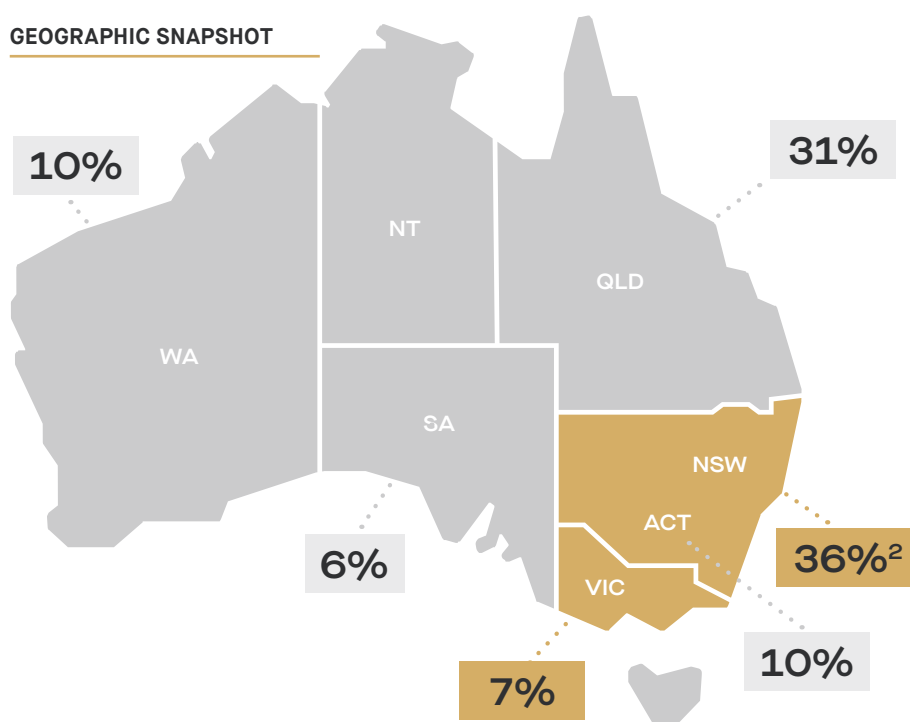 GEOGRAPHIC SNAPSHOT
10%
31%
NT
QLD
WA
SA
NSW
ACT
36%²
6%
VIC
10%
7%